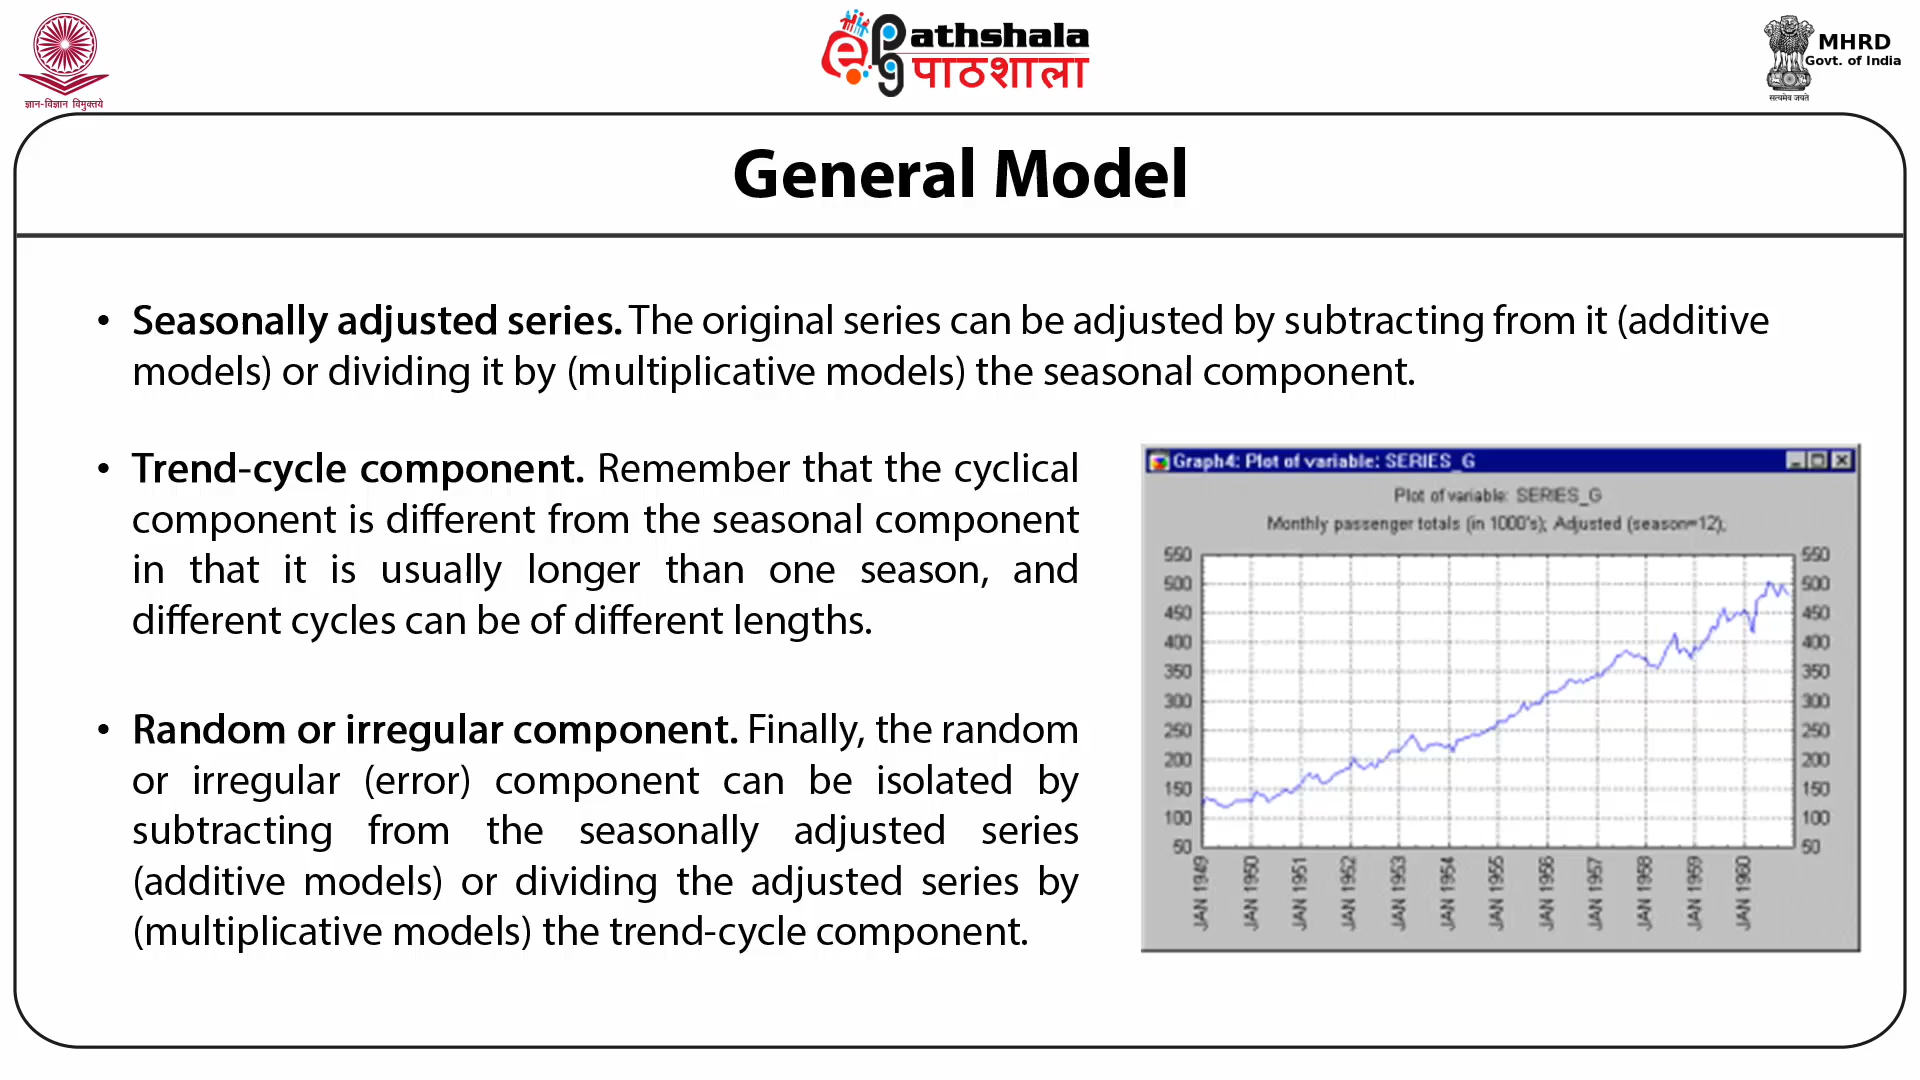 ज्ञान-विज्ञान विमुक्तये
ePathshala
पाठशाला
MHRD
Govt. of India
सत्यमेव जयते
General Model
• Seasonally adjusted series. The original series can be adjusted by subtracting from it (additive
models) or dividing it by (multiplicative models) the seasonal component.
• Trend-cycle component. Remember that the cyclical
component is different from the seasonal component
in that it is usually longer than one season, and
different cycles can be of different lengths.
• Random or irregular component. Finally, the random
or irregular (error) component can be isolated by
subtracting from the seasonally adjusted series
(additive models) or dividing the adjusted series by
(multiplicative models) the trend-cycle component.
Graph4: Plot of variable: SERIES_G
Plot of variable: SERIES_G
Monthly passenger totals (in 1000's); Adjusted (season=12);
550 550
500 500
450 450
400 400
350 350
300 300
250 250
200 200
150 150
100 100
50 50
JAN 1949 JAN 1950 JAN 1951 JAN 1952 JAN 1953 JAN 1954 JAN 1955 JAN 1956 JAN 1957 JAN 1958 JAN 1959 JAN 1960